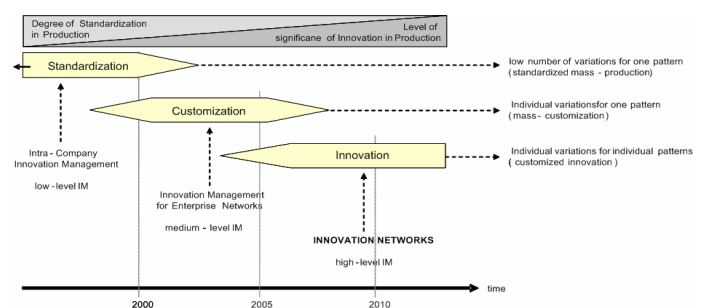 Degree of Standardization
in Production
Level of
significane of Innovation in Production
Standardization
low number of variations for one pattern
(standardized mass - production)
Customization
Individual variationsfor one pattern
(mass- customization)
Intra - Company
Innovation Management
low - level IM
Innovation
Individual variations for individual patterns
( customized innovation )
Innovation Management
for Enterprise Networks
medium - level IM
INNOVATION NETWORKS
high - level IM
time
2000
2005
2010